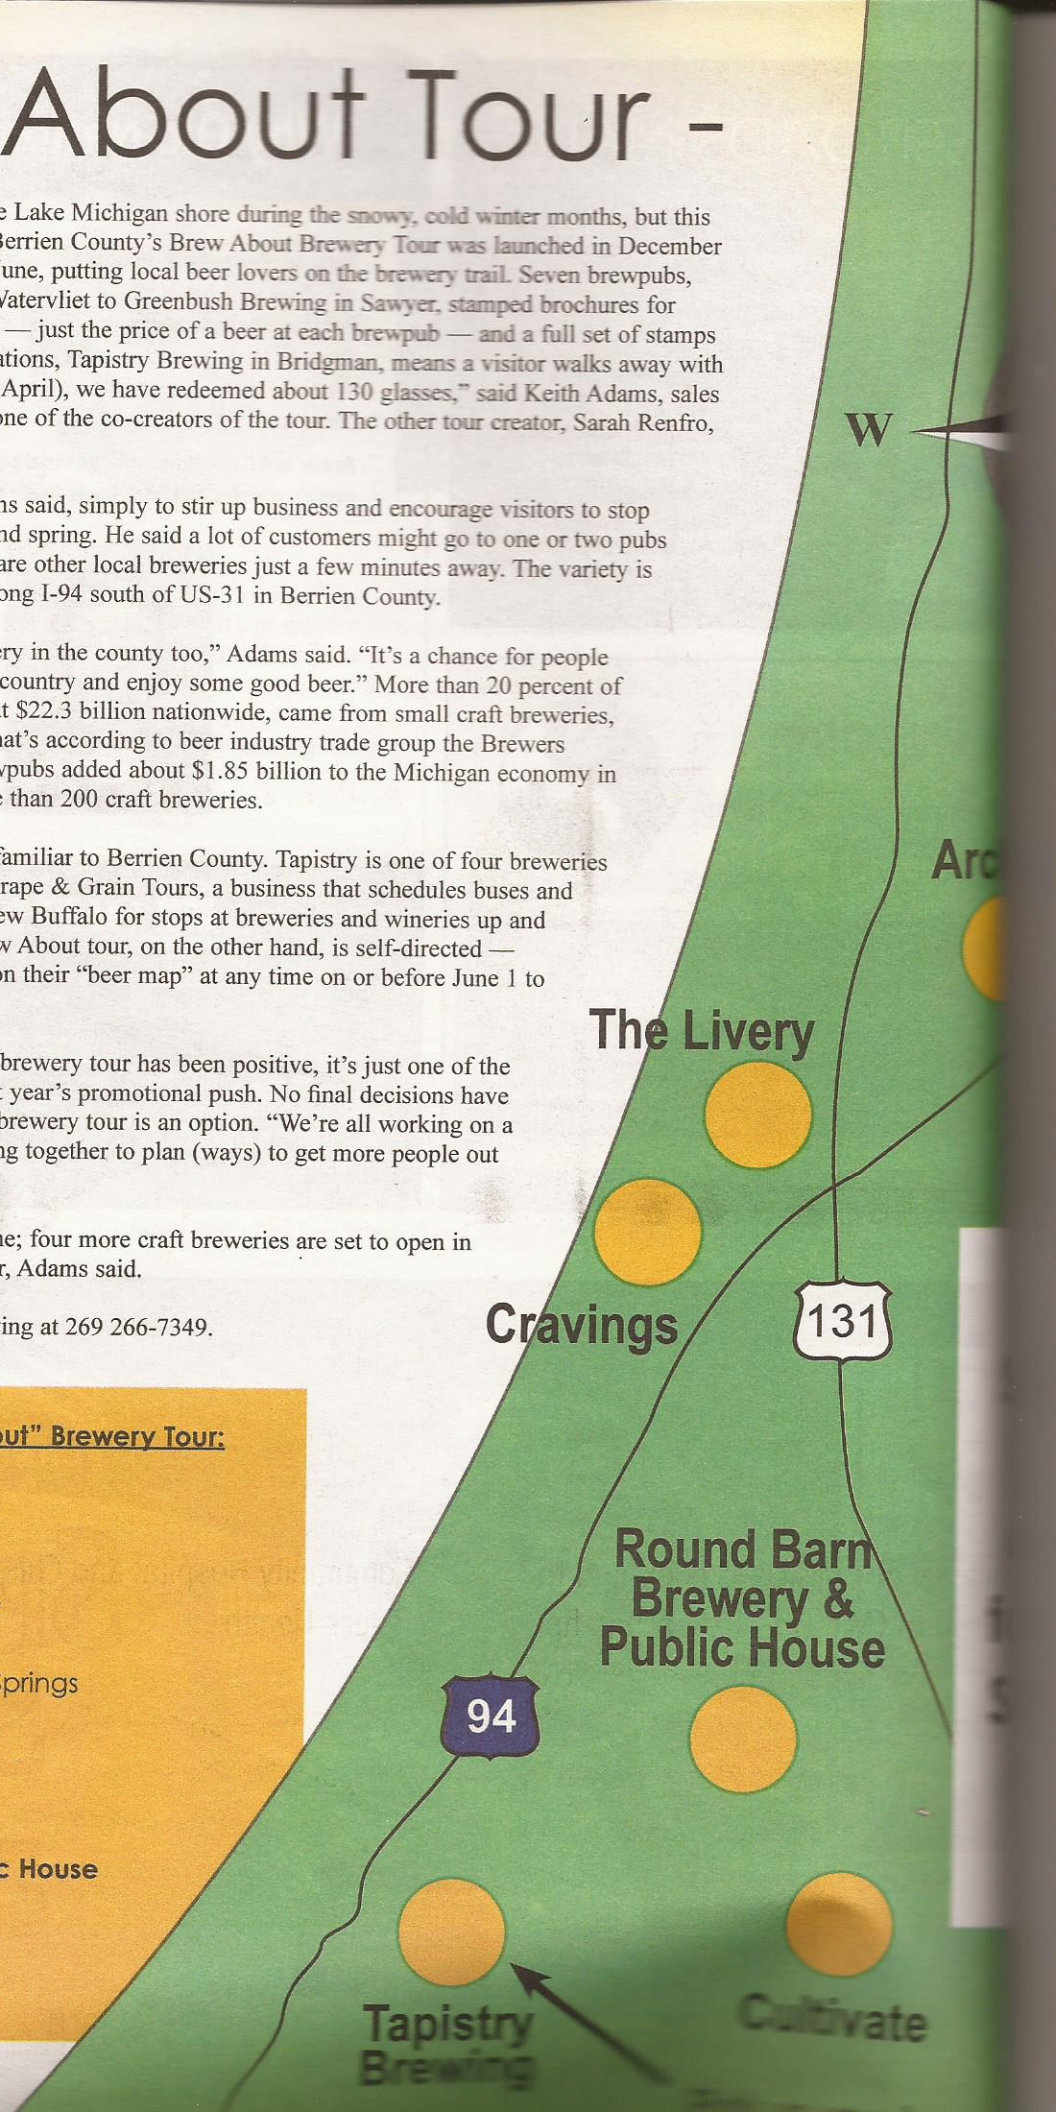 About Tour -
e Lake Michigan shore during the snowy, cold winter months, but this
Berrien County's Brew About Brewery Tour was launched in December
June, putting local beer lovers on the brewery trail. Seven brewpubs,
Watervliet to Greenbush Brewing in Sawyer, stamped brochures for
— just the price of a beer at each brewpub — and a full set of stamps
ations, Tapistry Brewing in Bridgman, means a visitor walks away with
April), we have redeemed about 130 glasses,” said Keith Adams, sales
one of the co-creators of the tour. The other tour creator, Sarah Renfro,
ns said, simply to stir up business and encourage visitors to stop
nd spring. He said a lot of customers might go to one or two pubs
are other local breweries just a few minutes away. The variety is
ong I-94 south of US-31 in Berrien County.
ery in the county too,” Adams said. “It's a chance for people
country and enjoy some good beer.” More than 20 percent of
t $22.3 billion nationwide, came from small craft breweries,
hat's according to beer industry trade group the Brewers
wpubs added about $1.85 billion to the Michigan economy in
e than 200 craft breweries.
familiar to Berrien County. Tapistry is one of four breweries
rape & Grain Tours, a business that schedules buses and
ew Buffalo for stops at breweries and wineries up and
w About tour, on the other hand, is self-directed —
on their “beer map” at any time on or before June 1 to
brewery tour has been positive, it's just one of the
t year's promotional push. No final decisions have
brewery tour is an option. “We're all working on a
ng together to plan (ways) to get more people out
ne; four more craft breweries are set to open in
r, Adams said.
ing at 269 266-7349.
out” Brewery Tour:
Springs
c House
W
Arc
The Livery
Cravings
131
Round Barn
Brewery &
Public House
94
Tapistry
Brewing
Cultivate